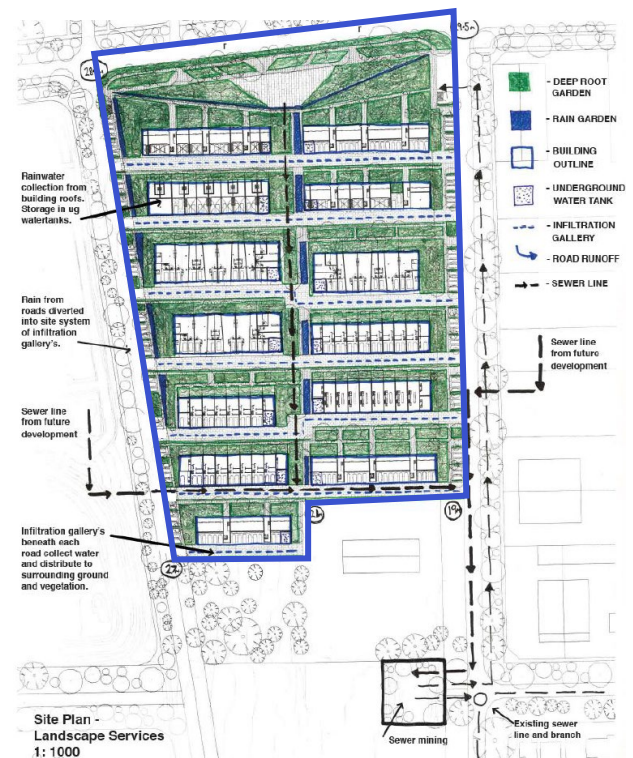 - DEEP ROOT
GARDEN
- RAIN GARDEN
- BUILDING
OUTLINE
- UNDERGROUND
WATER TANK
- INFILTRATION
GALLERY
- ROAD RUNOFF
- SEWER LINE
Rainwater
collection from
building roofs.
Storage in ug
watertanks.
Rain from
roads diverted
into site system
of infiltration
gallery's.
Sewer line
from future
development
Sewer line
from future
development
Infiltration gallery's
beneath each
road collect water
and distribute to
surrounding ground
and vegetation.
19m
Sewer mining
Existing sewer
line and branch
Site Plan -
Landscape Services
1: 1000